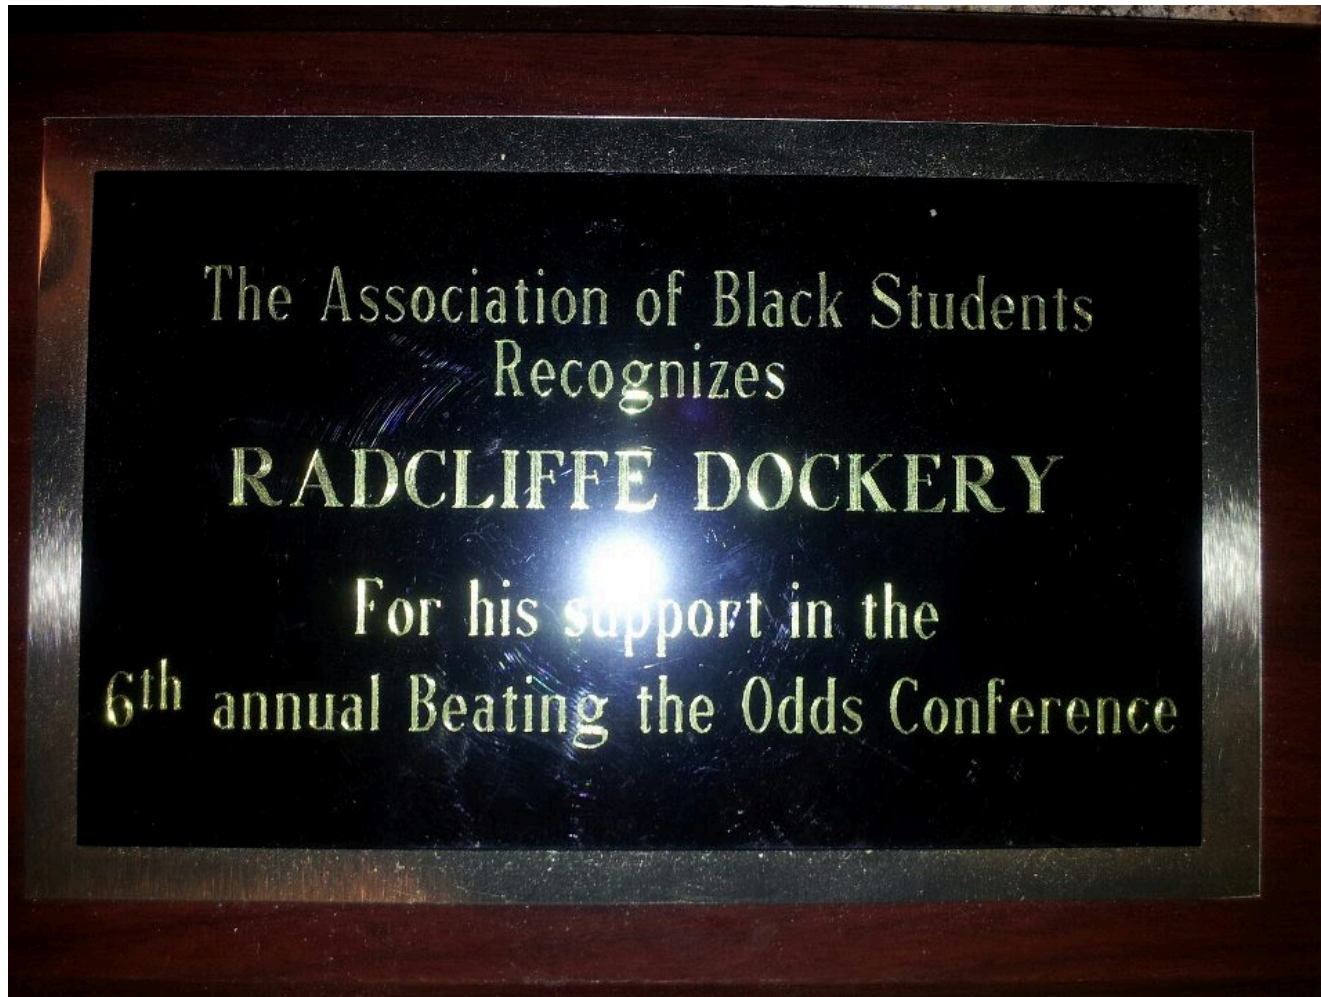 The Association of Black Students
Recognizes
RADCLIFFE DOCKERY
For his support in the
6th annual Beating the Odds Conference